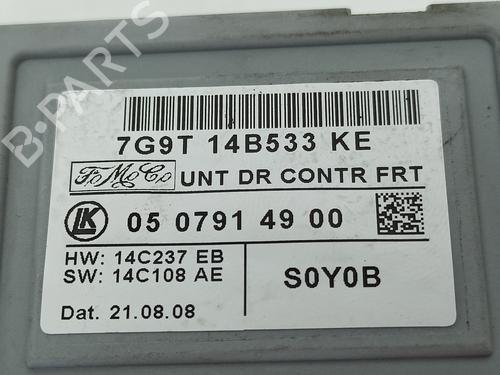 B-PARTS
7G9T 14B533 KE
FoMoCo UNT DR CONTR FRT
LK 05 0791 49 00
HW: 14C237 EB
SW: 14C108 AE
S0Y0B
Dat. 21.08.08